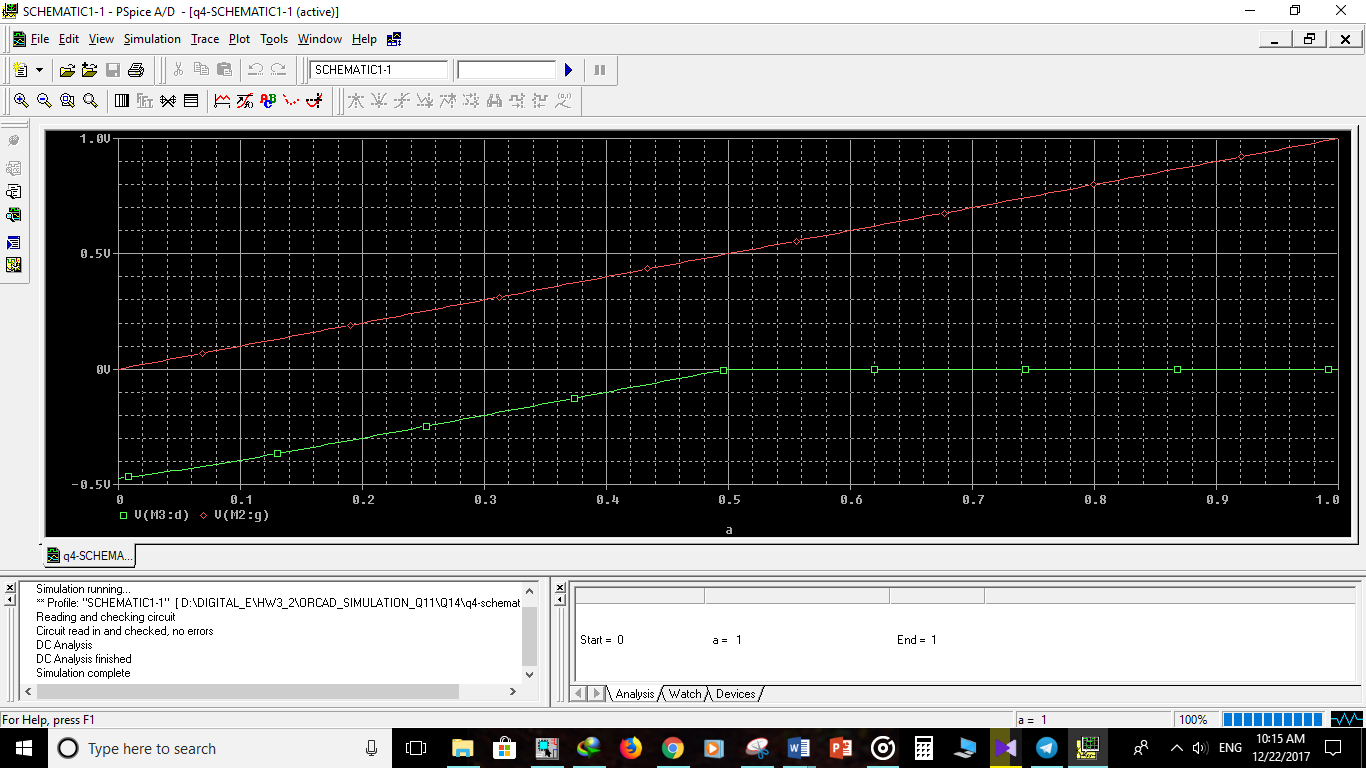 SCHEMATIC1-1 - PSpice A/D - [q4-SCHEMATIC1-1 (active)]
File Edit View Simulation Trace Plot Tools Window Help
SCHEMATIC1-1
1.0V
0.5V
0V
-0.5V
0 0.1 0.2 0.3 0.4 0.5 0.6 0.7 0.8 0.9 1.0
V(M3:d) V(M2:g)
a
q4-SCHEMA...
Simulation running...
** Profile: "SCHEMATIC1-1" [ D:\DIGITAL_E\HW3_2\ORCAD_SIMULATION_Q11\Q14\q4-schemat
Reading and checking circuit
Circuit read in and checked, no errors
DC Analysis
DC Analysis finished
Simulation complete
Start = 0 a = 1 End = 1
Analysis Watch Devices
For Help, press F1
a = 1 100%
Type here to search
ENG
10:15 AM
12/22/2017